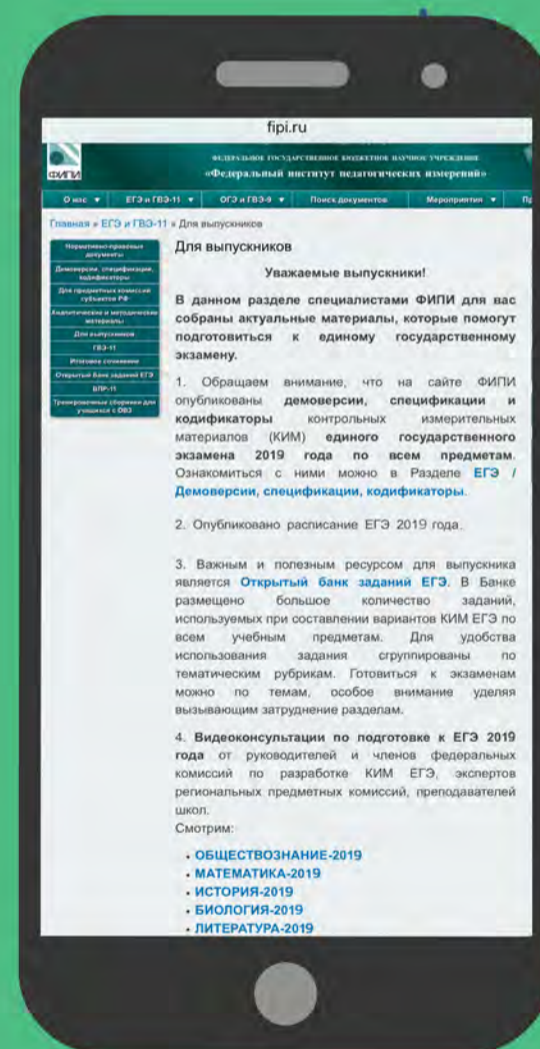 fipi.ru
ФИПИ
ФЕДЕРАЛЬНОЕ ГОСУДАРСТВЕННОЕ БЮДЖЕТНОЕ НАУЧНОЕ УЧРЕЖДЕНИЕ
«Федеральный институт педагогических измерений»
О нас ▼ ЕГЭ и ГВЭ-11 ▼ ОГЭ и ГВЭ-9 ▼ Поиск документов Мероприятия ▼ Пр
Главная » ЕГЭ и ГВЭ-11 » Для выпускников
Нормативно-правовые
документы
Демоверсии, спецификации,
кодификаторы
Для предметных комиссий
субъектов РФ
Аналитические и методические
материалы
Для выпускников
ГВЭ-11
Итоговое сочинение
Открытый банк заданий ЕГЭ
ВПР-11
Тренировочные сборники для
учащихся с ОВЗ
Для выпускников
Уважаемые выпускники!
В данном разделе специалистами ФИПИ для вас
собраны актуальные материалы, которые помогут
подготовиться к единому государственному
экзамену.
1. Обращаем внимание, что на сайте ФИПИ
опубликованы демоверсии, спецификации и
кодификаторы контрольных измерительных
материалов (КИМ) единого государственного
экзамена 2019 года по всем предметам.
Ознакомиться с ними можно в Разделе ЕГЭ /
Демоверсии, спецификации, кодификаторы.
2. Опубликовано расписание ЕГЭ 2019 года.
3. Важным и полезным ресурсом для выпускника
является Открытый банк заданий ЕГЭ. В Банке
размещено большое количество заданий,
используемых при составлении вариантов КИМ ЕГЭ по
всем учебным предметам. Для удобства
использования задания сгруппированы по
тематическим рубрикам. Готовиться к экзаменам
можно по темам, особое внимание уделяя
вызывающим затруднение разделам.
4. Видеоконсультации по подготовке к ЕГЭ 2019
года от руководителей и членов федеральных
комиссий по разработке КИМ ЕГЭ, экспертов
региональных предметных комиссий, преподавателей
школ.
Смотрим:
• ОБЩЕСТВОЗНАНИЕ-2019
• МАТЕМАТИКА-2019
• ИСТОРИЯ-2019
• БИОЛОГИЯ-2019
• ЛИТЕРАТУРА-2019